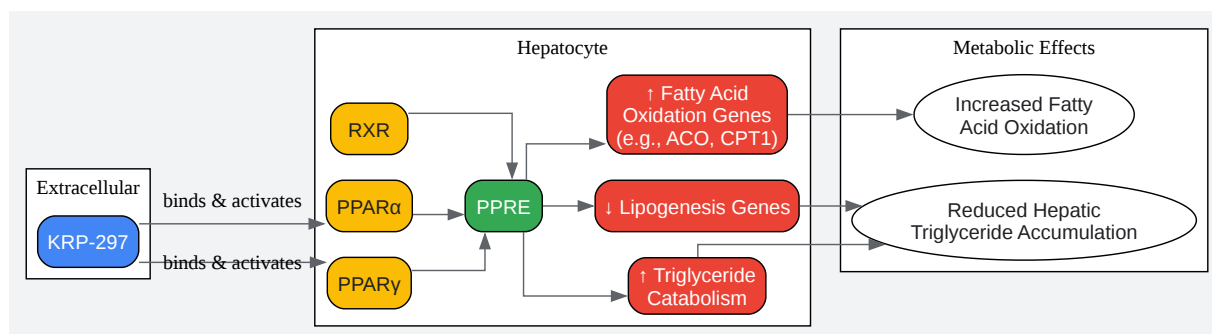 Hepatocyte
Metabolic Effects
Extracellular
KRP-297
binds & activates
binds & activates
RXR
PPARα
PPARγ
PPRE
↑ Fatty Acid
Oxidation Genes
(e.g., ACO, CPT1)
↓ Lipogenesis Genes
↑ Triglyceride
Catabolism
Increased Fatty
Acid Oxidation
Reduced Hepatic
Triglyceride Accumulation